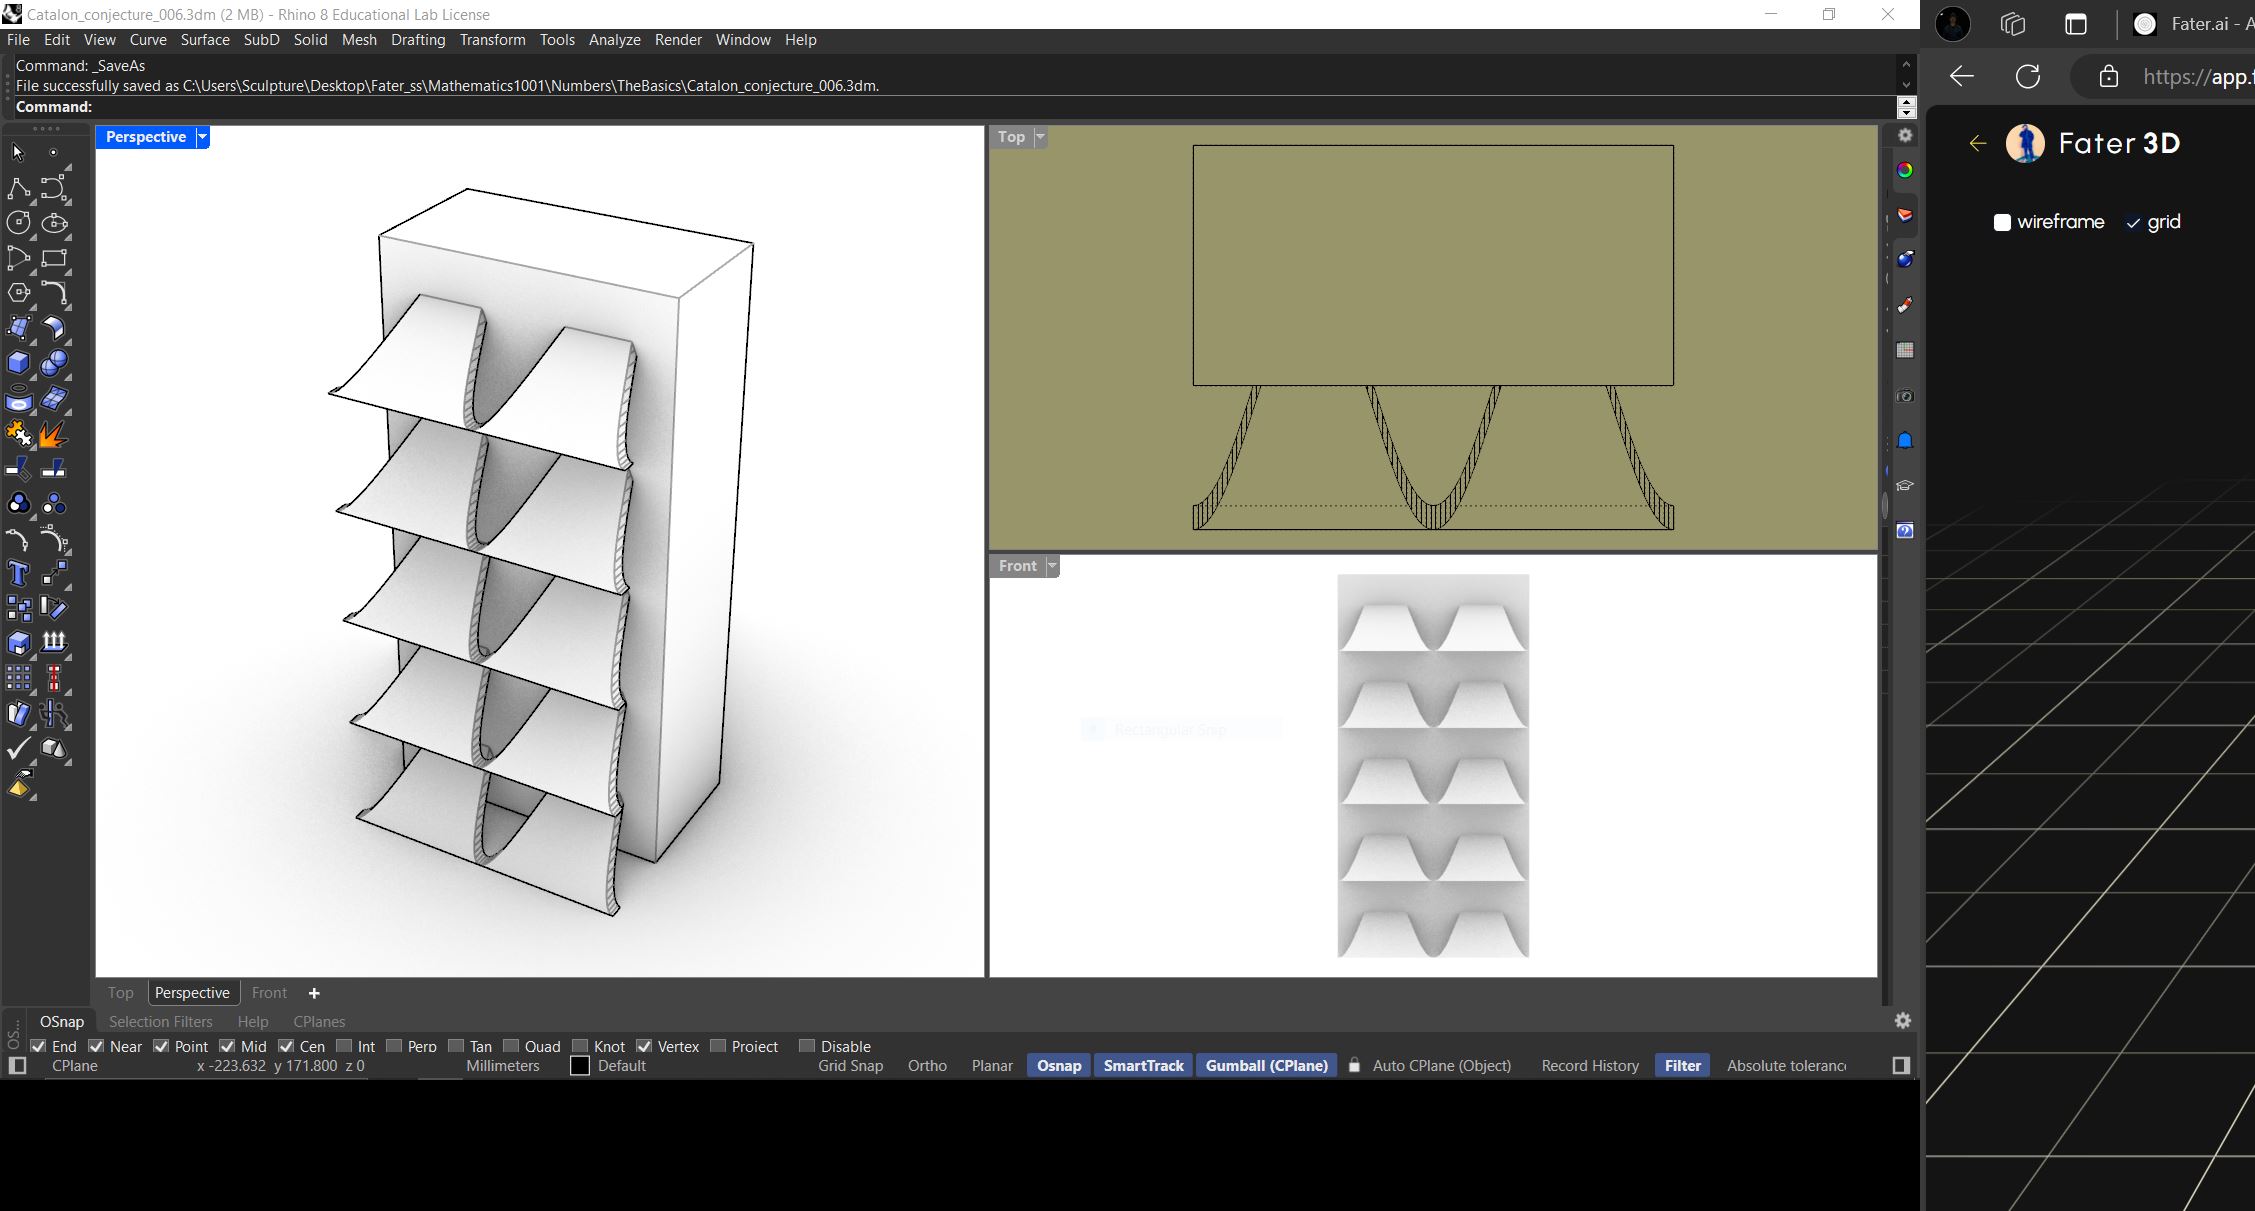 Catalon_conjecture_006.3dm (2 MB) - Rhino 8 Educational Lab License
File Edit View Curve Surface SubD Solid Mesh Drafting Transform Tools Analyze Render Window Help
Command: _SaveAs
File successfully saved as C:\Users\Sculpture\Desktop\Fater_ss\Mathematics1001\Numbers\TheBasics\Catalon_conjecture_006.3dm.
Command:
Perspective
Top
Front
Rectangular Snip
Top Perspective Front
OSnap Selection Filters Help CPlanes
OS...
End Near Point Mid Cen Int Perp Tan Quad Knot Vertex Project Disable
CPlane x -223.632 y 171.800 z 0 Millimeters Default Grid Snap Ortho Planar Osnap SmartTrack Gumball (CPlane) Auto CPlane (Object) Record History Filter Absolute toleranc
Fater.ai - A
https://app.f
Fater 3D
wireframe grid